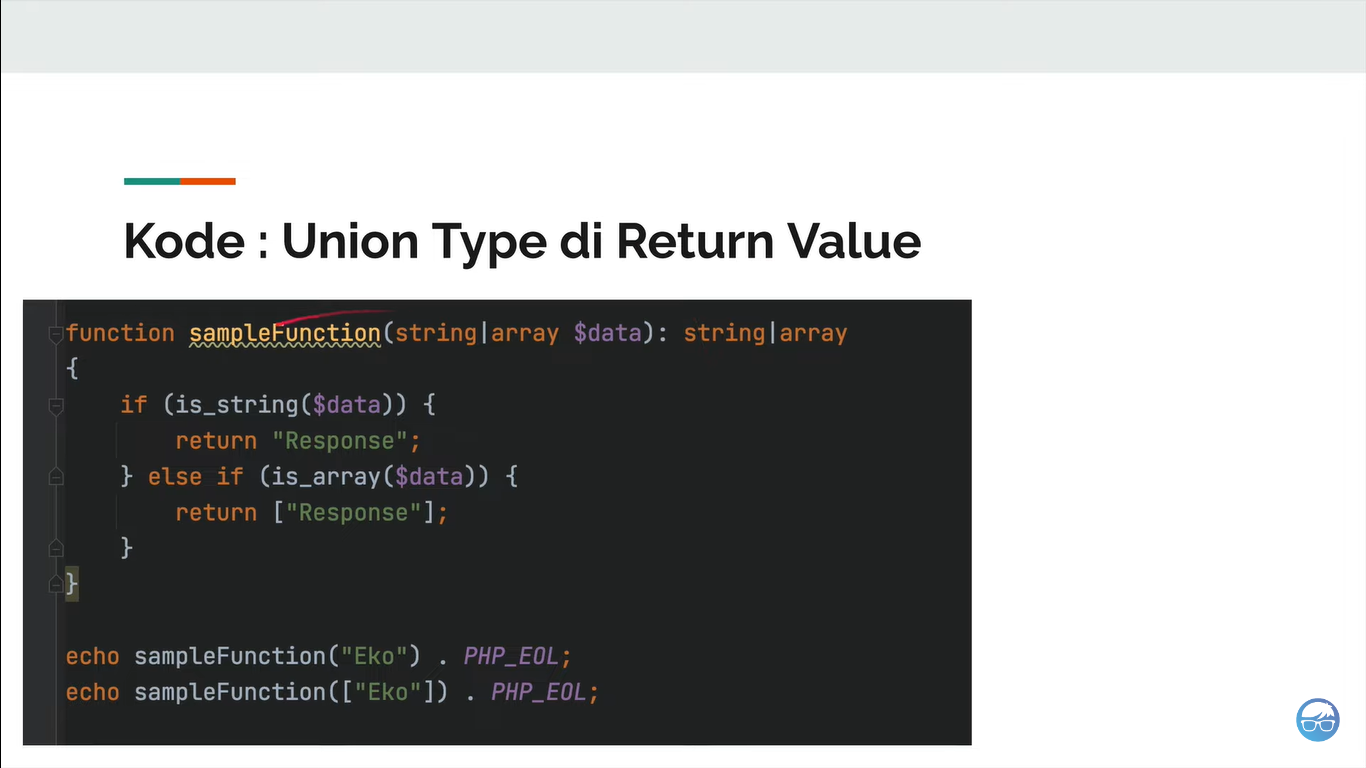 Kode : Union Type di Return Value
function sampleFunction(string|array $data): string|array
{
    if (is_string($data)) {
        return "Response";
    } else if (is_array($data)) {
        return ["Response"];
    }
}
echo sampleFunction("Eko") . PHP_EOL;
echo sampleFunction(["Eko"]) . PHP_EOL;